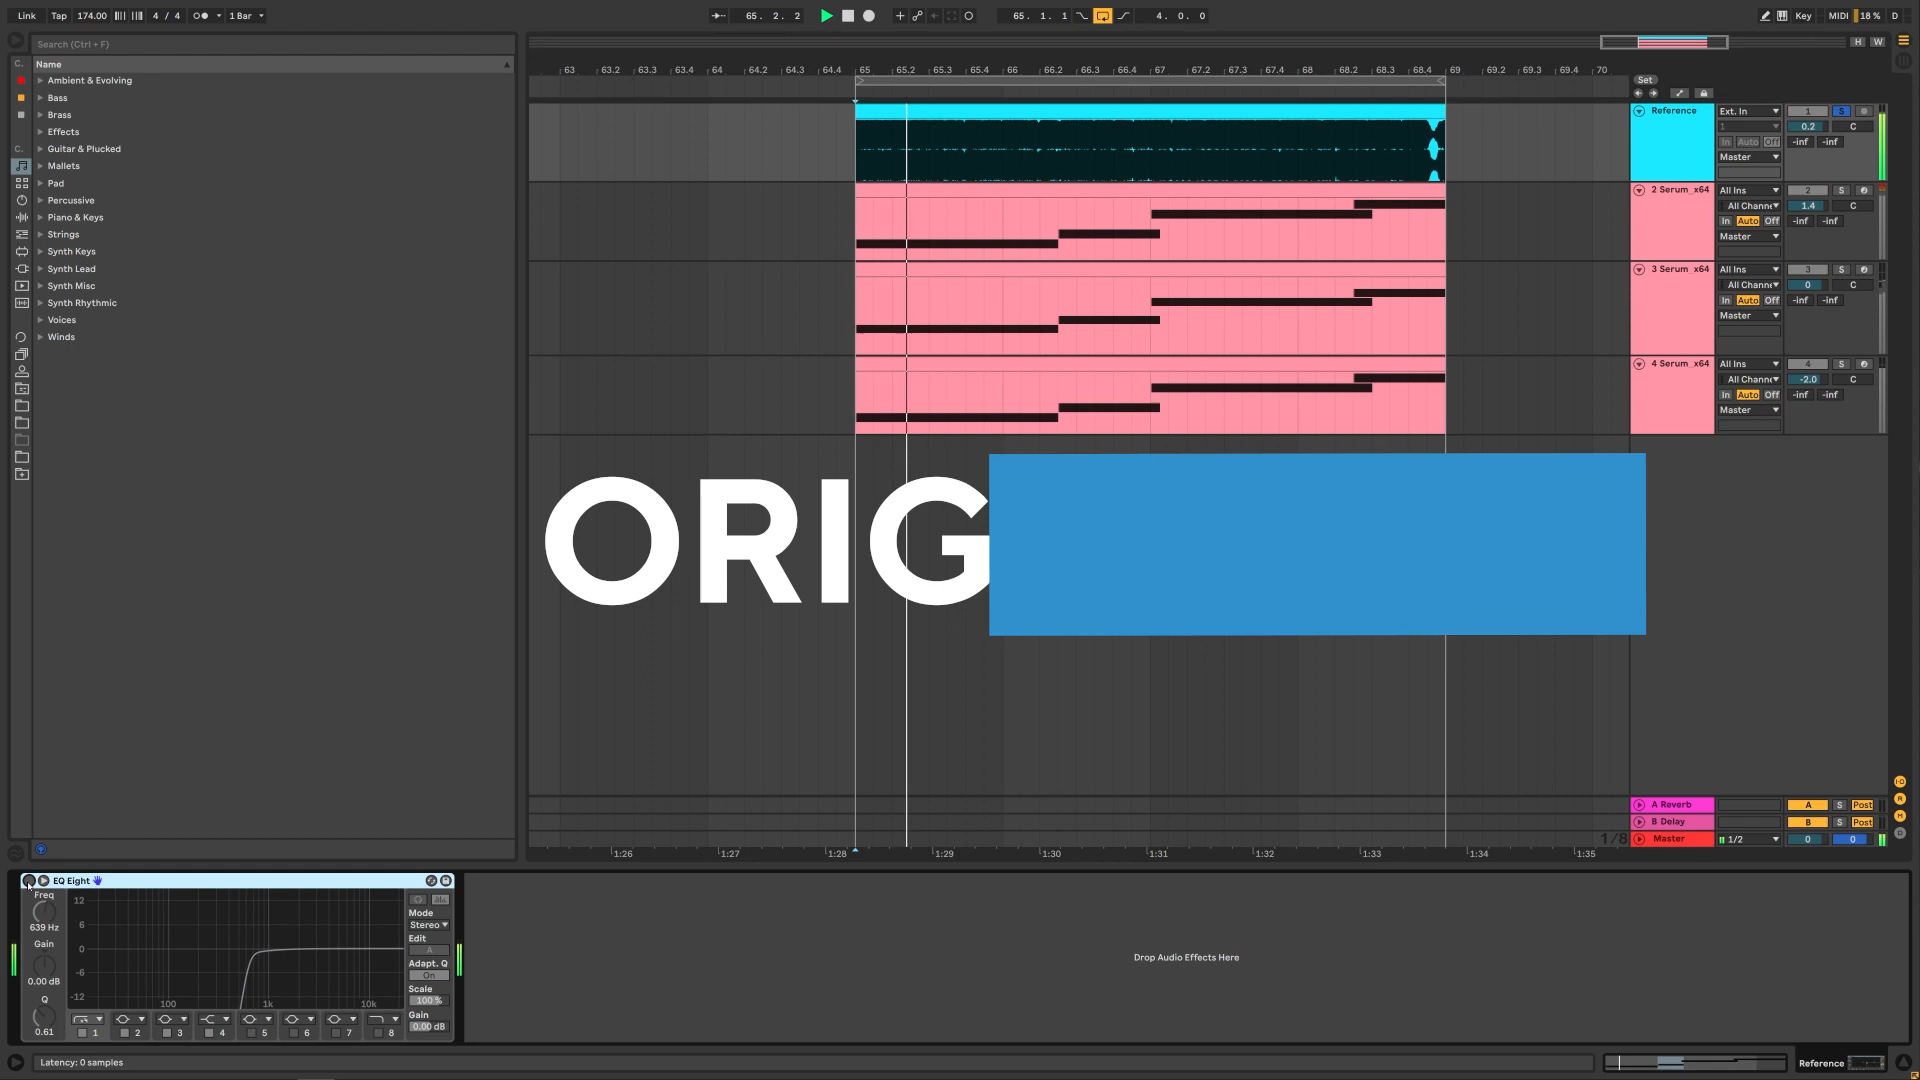 Link Tap 174.00 4 / 4 1 Bar 65. 2. 2 65. 1. 1 4. 0. 0 Key MIDI 18 % D
Search (Ctrl + F)
H W
C. Name
63 63.2 63.3 63.4 64 64.2 64.3 64.4 65 65.2 65.3 65.4 66 66.2 66.3 66.4 67 67.2 67.3 67.4 68 68.2 68.3 68.4 69 69.2 69.3 69.4 70
Set
Ambient & Evolving
Bass
Brass
Effects
C. Guitar & Plucked
Mallets
Pad
Percussive
Piano & Keys
Strings
Synth Keys
Synth Lead
Synth Misc
Synth Rhythmic
Voices
Winds
Reference Ext. In 1 S
1 0.2 C
In Auto Off -inf -inf
Master
2 Serum_x64 All Ins 2 S
All Channe 1.4 C
In Auto Off -inf -inf
Master
3 Serum_x64 All Ins 3 S
All Channe 0 C
In Auto Off -inf -inf
Master
4 Serum_x64 All Ins 4 S
All Channe -2.0 C
In Auto Off -inf -inf
Master
ORIG
A Reverb A S Post
B Delay B S Post
1/8 Master 1/2 0 0
1:26 1:27 1:28 1:29 1:30 1:31 1:32 1:33 1:34 1:35
EQ Eight
Freq
639 Hz
Gain
0.00 dB
Q
0.61
12
6
0
-6
-12
100 1k 10k
1 2 3 4 5 6 7 8
Mode
Stereo
Edit
A
Adapt. Q
On
Scale
100 %
Gain
0.00 dB
Drop Audio Effects Here
Latency: 0 samples
Reference